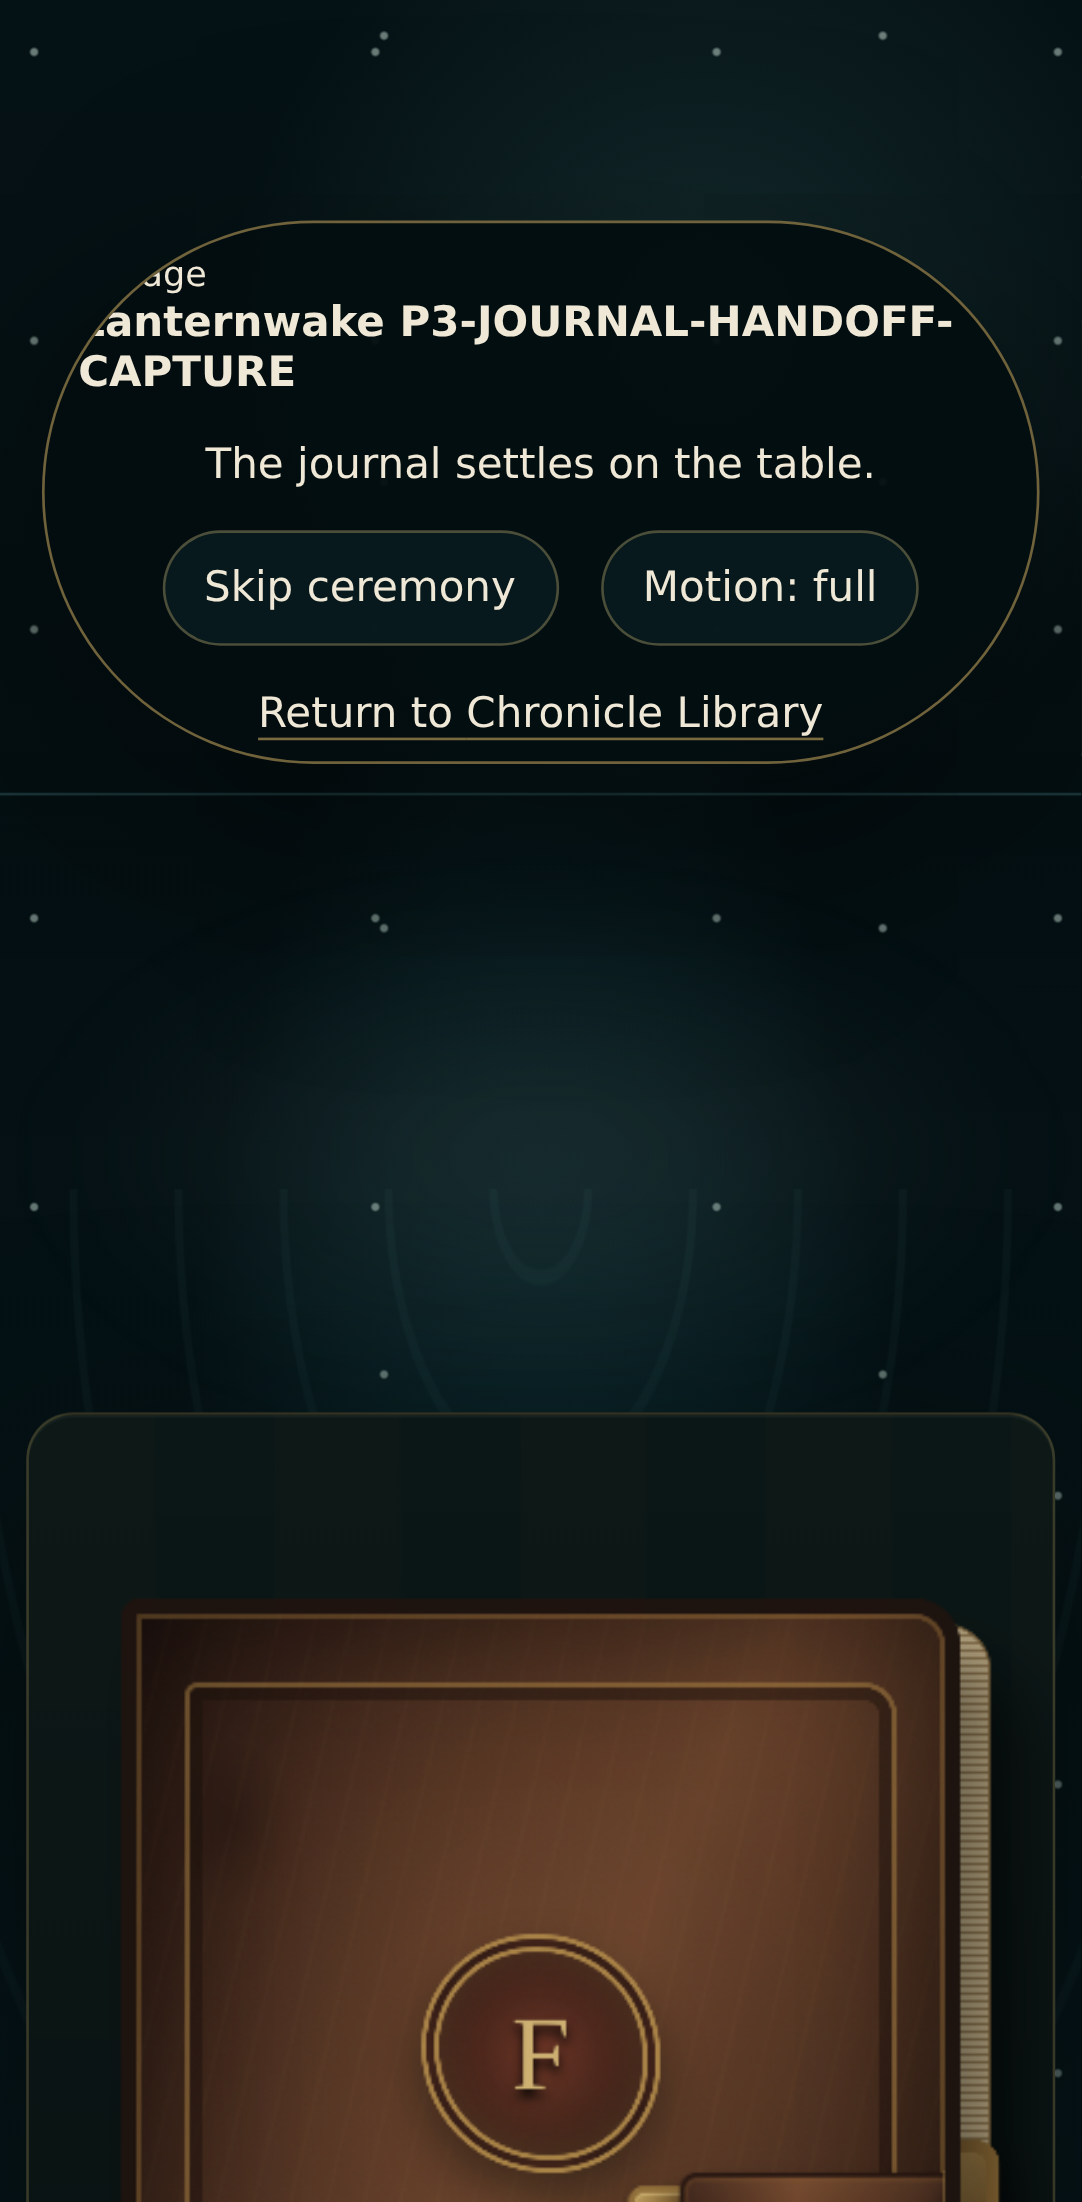 age
Lanternwake P3-JOURNAL-HANDOFF-
CAPTURE
The journal settles on the table.
Skip ceremony
Motion: full
Return to Chronicle Library
F